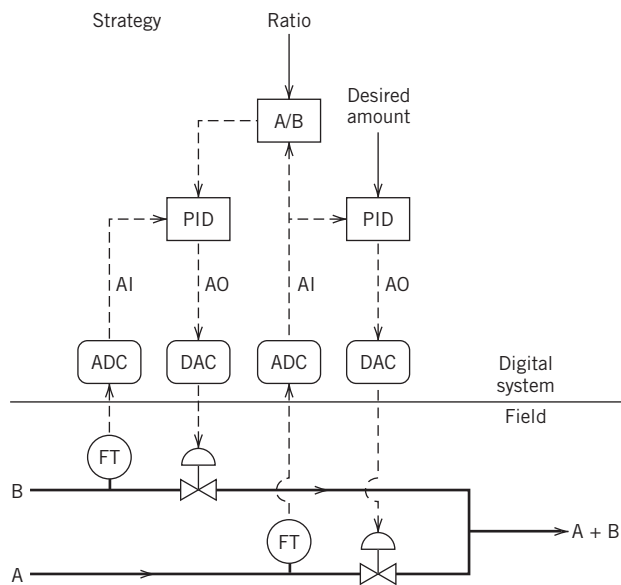 Strategy
Ratio
A/B
Desired
amount
PID
PID
AI
AO
AI
AO
ADC
DAC
ADC
DAC
Digital
system
Field
FT
B
FT
A + B
A